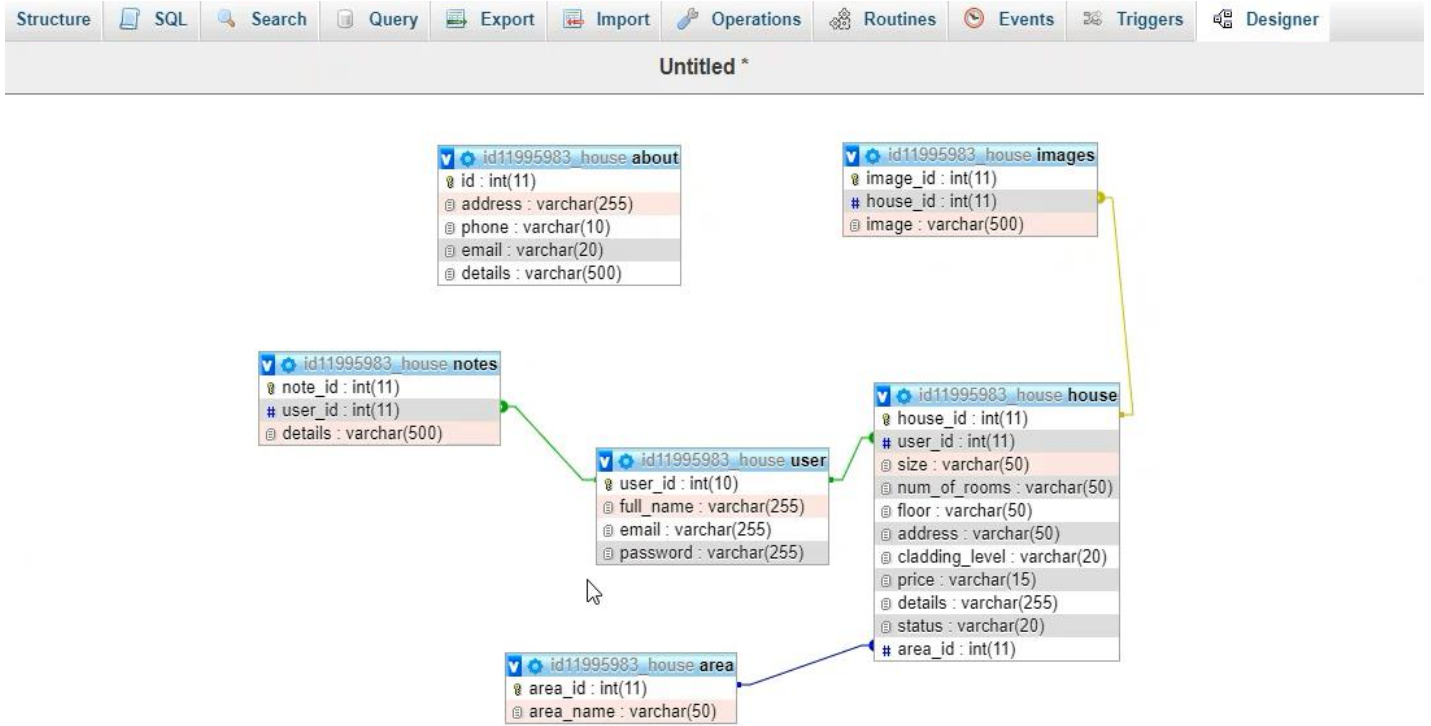 Structure SQL Search Query Export Import Operations Routines Events Triggers Designer
Untitled *
id11995983_house about
id : int(11)
address : varchar(255)
phone : varchar(10)
email : varchar(20)
details : varchar(500)
id11995983_house images
image_id : int(11)
# house_id : int(11)
image : varchar(500)
id11995983_house notes
note_id : int(11)
# user_id : int(11)
details : varchar(500)
id11995983_house user
user_id : int(10)
full_name : varchar(255)
email : varchar(255)
password : varchar(255)
id11995983_house house
house_id : int(11)
# user_id : int(11)
size : varchar(50)
num_of_rooms : varchar(50)
floor : varchar(50)
address : varchar(50)
cladding_level : varchar(20)
price : varchar(15)
details : varchar(255)
status : varchar(20)
# area_id : int(11)
id11995983_house area
area_id : int(11)
area_name : varchar(50)